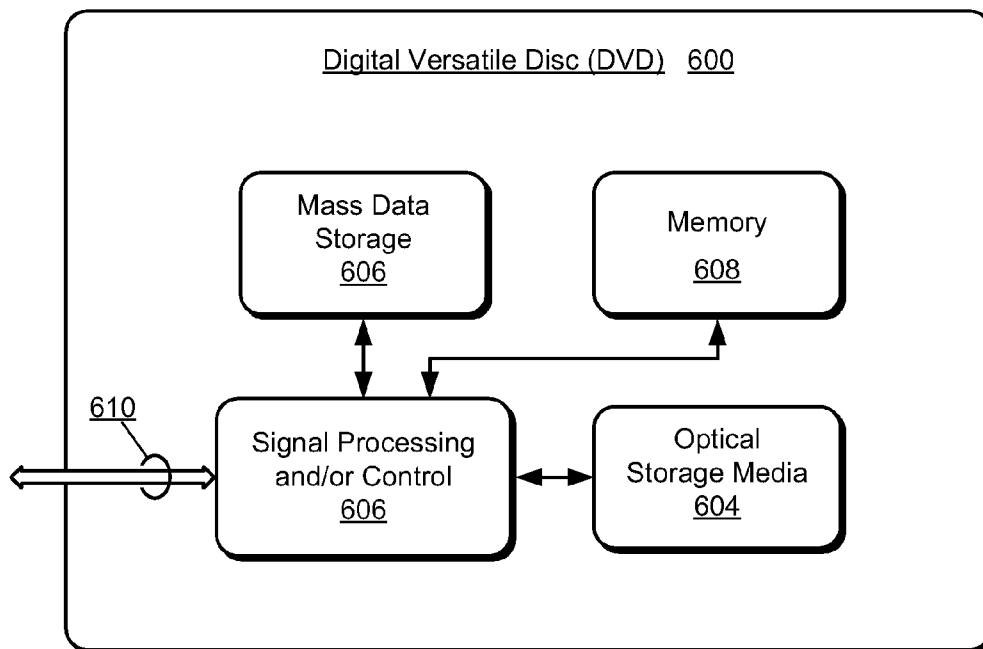 Digital Versatile Disc (DVD) 600
Mass Data
Storage
606
Memory
608
610
Signal Processing
and/or Control
606
Optical
Storage Media
604